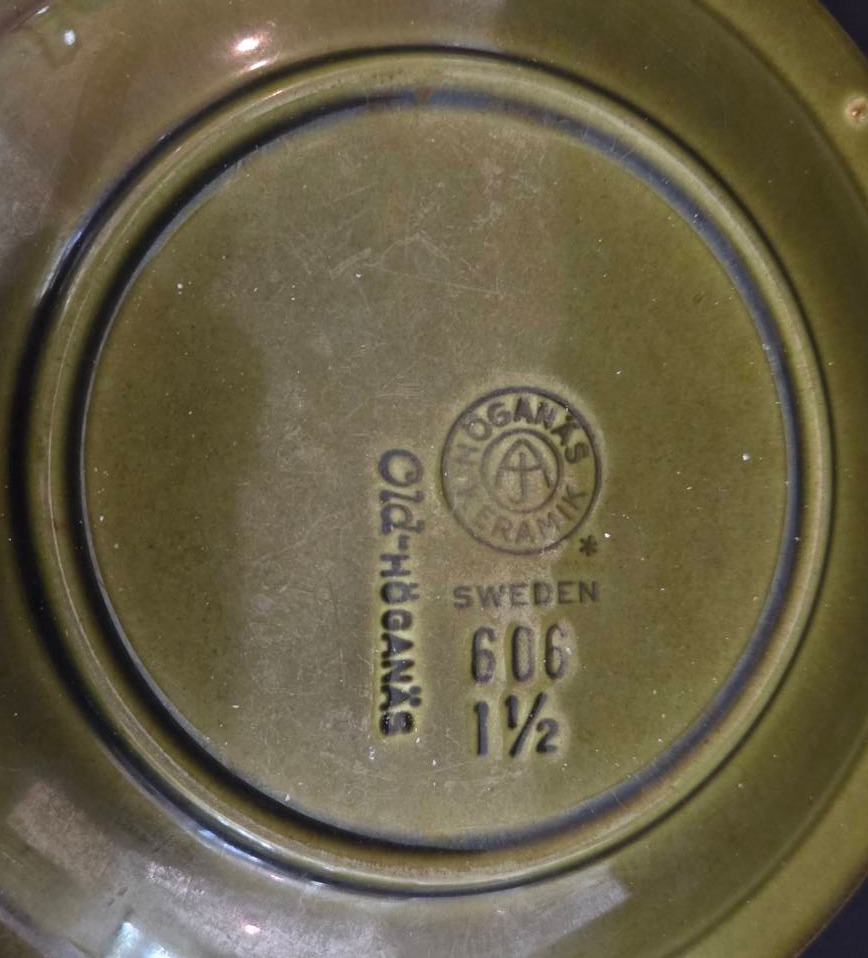 HÖGANÄS
KERAMIK
*
SWEDEN
606
1½
Old-HÖGANÄS